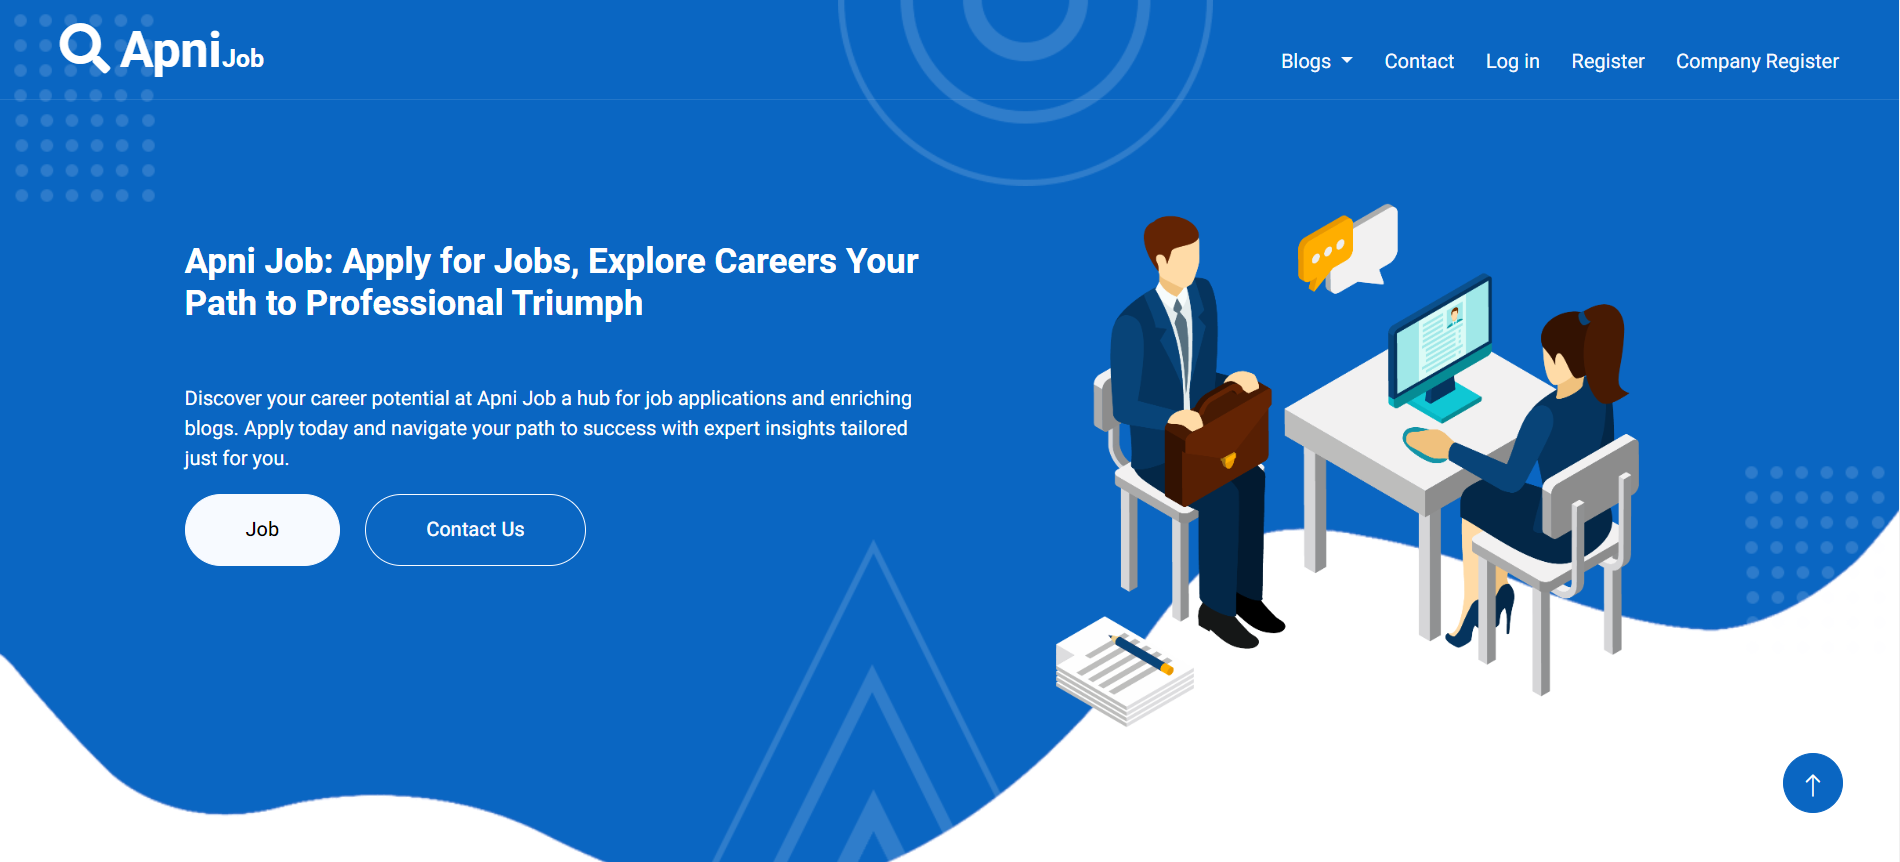 Apni Job
Blogs Contact Log in Register Company Register
Apni Job: Apply for Jobs, Explore Careers Your
Path to Professional Triumph
Discover your career potential at Apni Job a hub for job applications and enriching
blogs. Apply today and navigate your path to success with expert insights tailored
just for you.
Job Contact Us